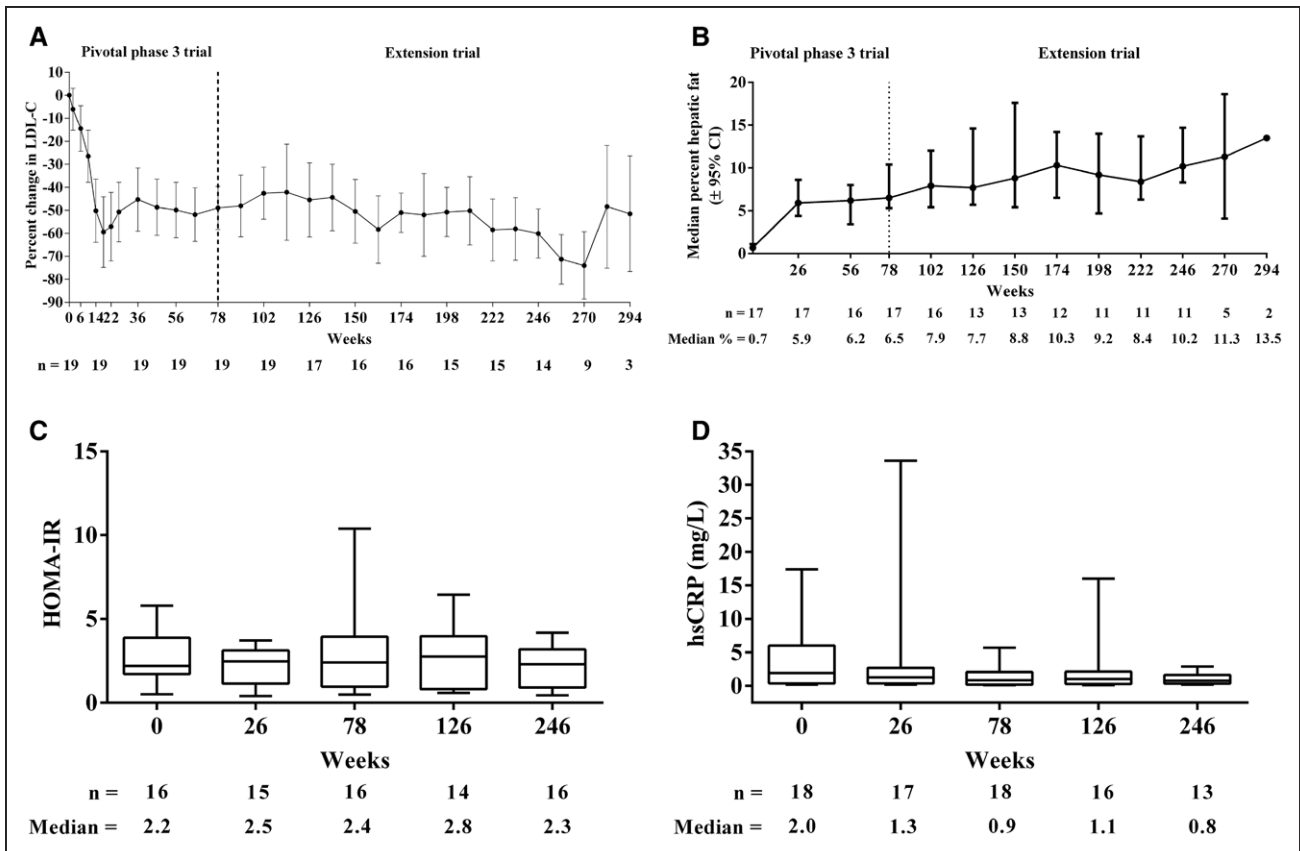 A
Pivotal phase 3 trial Extension trial
Percent change in LDL-C
10
0
-10
-20
-30
-40
-50
-60
-70
-80
-90
0 6 14 22 36 56 78 102 126 150 174 198 222 246 270 294
Weeks
n = 19 19 19 19 19 19 17 16 16 15 15 14 9 3
B
Pivotal phase 3 trial Extension trial
Median percent hepatic fat
(± 95% CI)
20
15
10
5
0
26 56 78 102 126 150 174 198 222 246 270 294
Weeks
n = 17 17 16 17 16 13 13 12 11 11 11 5 2
Median % = 0.7 5.9 6.2 6.5 7.9 7.7 8.8 10.3 9.2 8.4 10.2 11.3 13.5
C
HOMA-IR
15
10
5
0
0 26 78 126 246
Weeks
n = 16 15 16 14 16
Median = 2.2 2.5 2.4 2.8 2.3
D
hsCRP (mg/L)
35
30
25
20
15
10
5
0
0 26 78 126 246
Weeks
n = 18 17 18 16 13
Median = 2.0 1.3 0.9 1.1 0.8